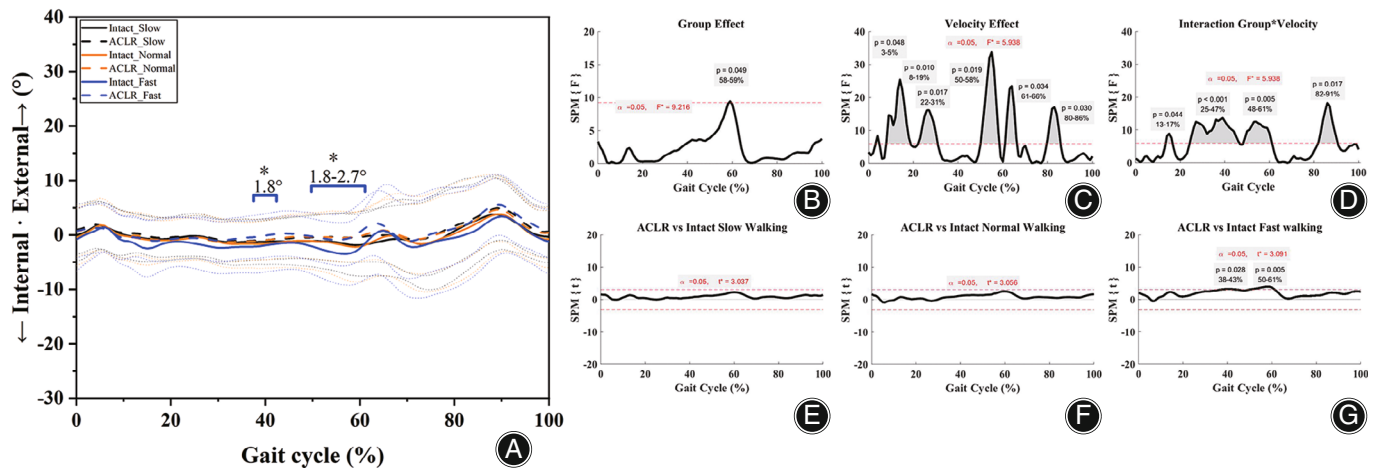 ← Internal · External→ (°)
40
30
20
10
0
-10
-20
-30
Intact_Slow
ACLR_Slow
Intact_Normal
ACLR_Normal
Intact_Fast
ACLR_Fast
*
1.8°
*
1.8-2.7°
0 20 40 60 80 100
Gait cycle (%)
A
Group Effect
SPM { F }
20
15
10
5
0
α =0.05, F* = 9.216
p = 0.049
58-59%
0 20 40 60 80 100
Gait Cycle (%)
B
Velocity Effect
SPM { F }
40
30
20
10
0
α =0.05, F* = 5.938
p = 0.048
3-5%
p = 0.010
8-19%
p = 0.017
22-31%
p = 0.019
50-58%
p = 0.034
61-66%
p = 0.030
80-86%
0 20 40 60 80 100
Gait Cycle (%)
C
Interaction Group*Velocity
SPM { F }
40
30
20
10
0
α =0.05, F* = 5.938
p = 0.044
13-17%
p < 0.001
25-47%
p = 0.005
48-61%
p = 0.017
82-91%
0 20 40 60 80 100
Gait Cycle
D
ACLR vs Intact Slow Walking
SPM { t }
20
10
0
-10
-20
α =0.05, t* = 3.037
0 20 40 60 80 100
Gait Cycle (%)
E
ACLR vs Intact Normal Walking
SPM { t }
20
10
0
-10
-20
α =0.05, t* = 3.056
0 20 40 60 80 100
Gait Cycle (%)
F
ACLR vs Intact Fast walking
SPM { t }
20
10
0
-10
-20
α =0.05, t* = 3.091
p = 0.028
38-43%
p = 0.005
50-61%
0 20 40 60 80 100
Gait Cycle (%)
G